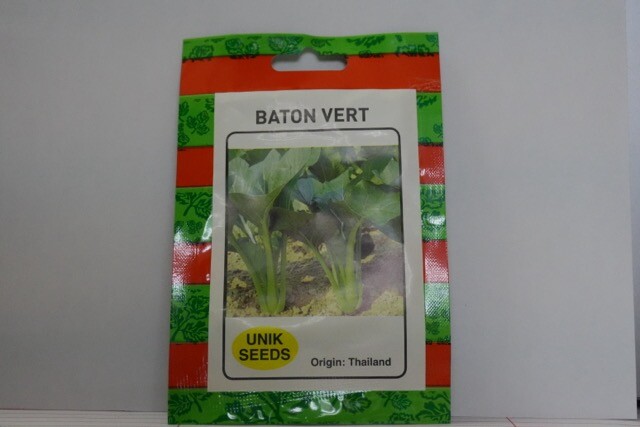 BATON VERT
UNIK
SEEDS
Origin: Thailand